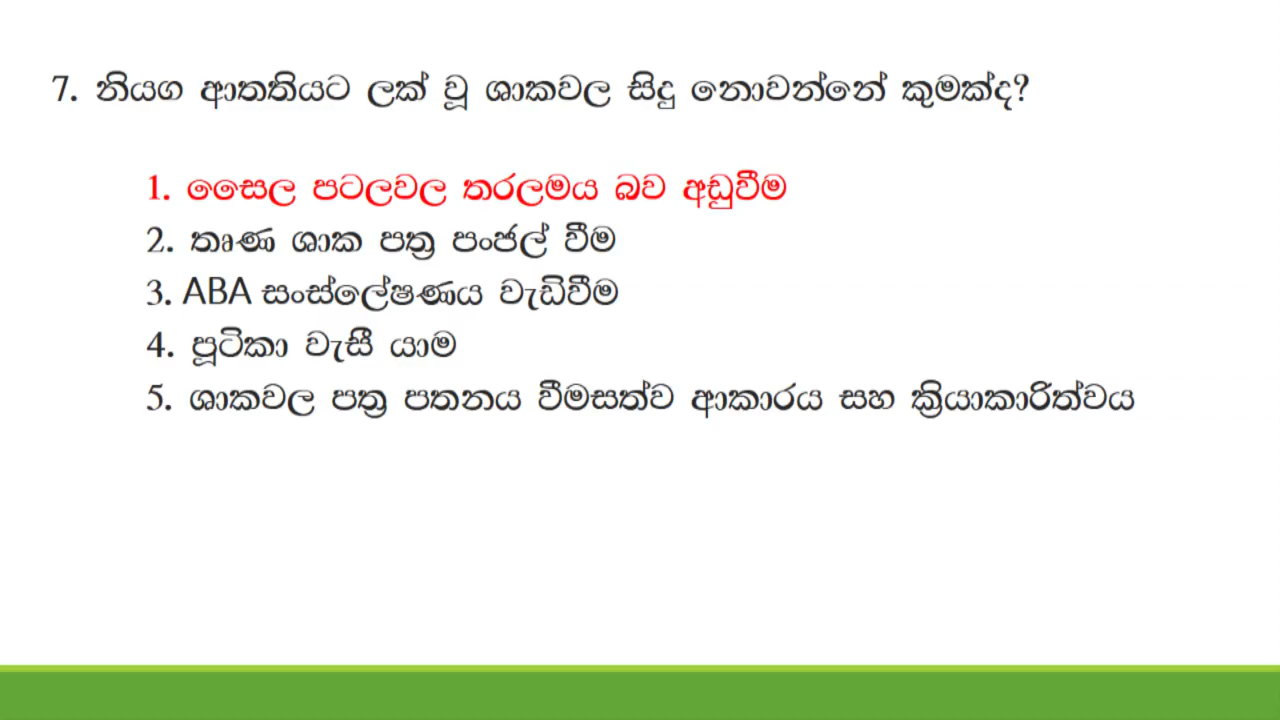 7. නියග ආතතියට ලක් වූ ශාකවල සිදු නොවන්නේ කුමක්ද?
1. සෛල පටලවල තරලමය බව අඩුවීම
2. තෘණ ශාක පත්‍ර පංජල් වීම
3. ABA සංස්ලේෂණය වැඩිවීම
4. පූටිකා වැසී යාම
5. ශාකවල පත්‍ර පතනය වීමසත්ව ආකාරය සහ ක්‍රියාකාරිත්වය